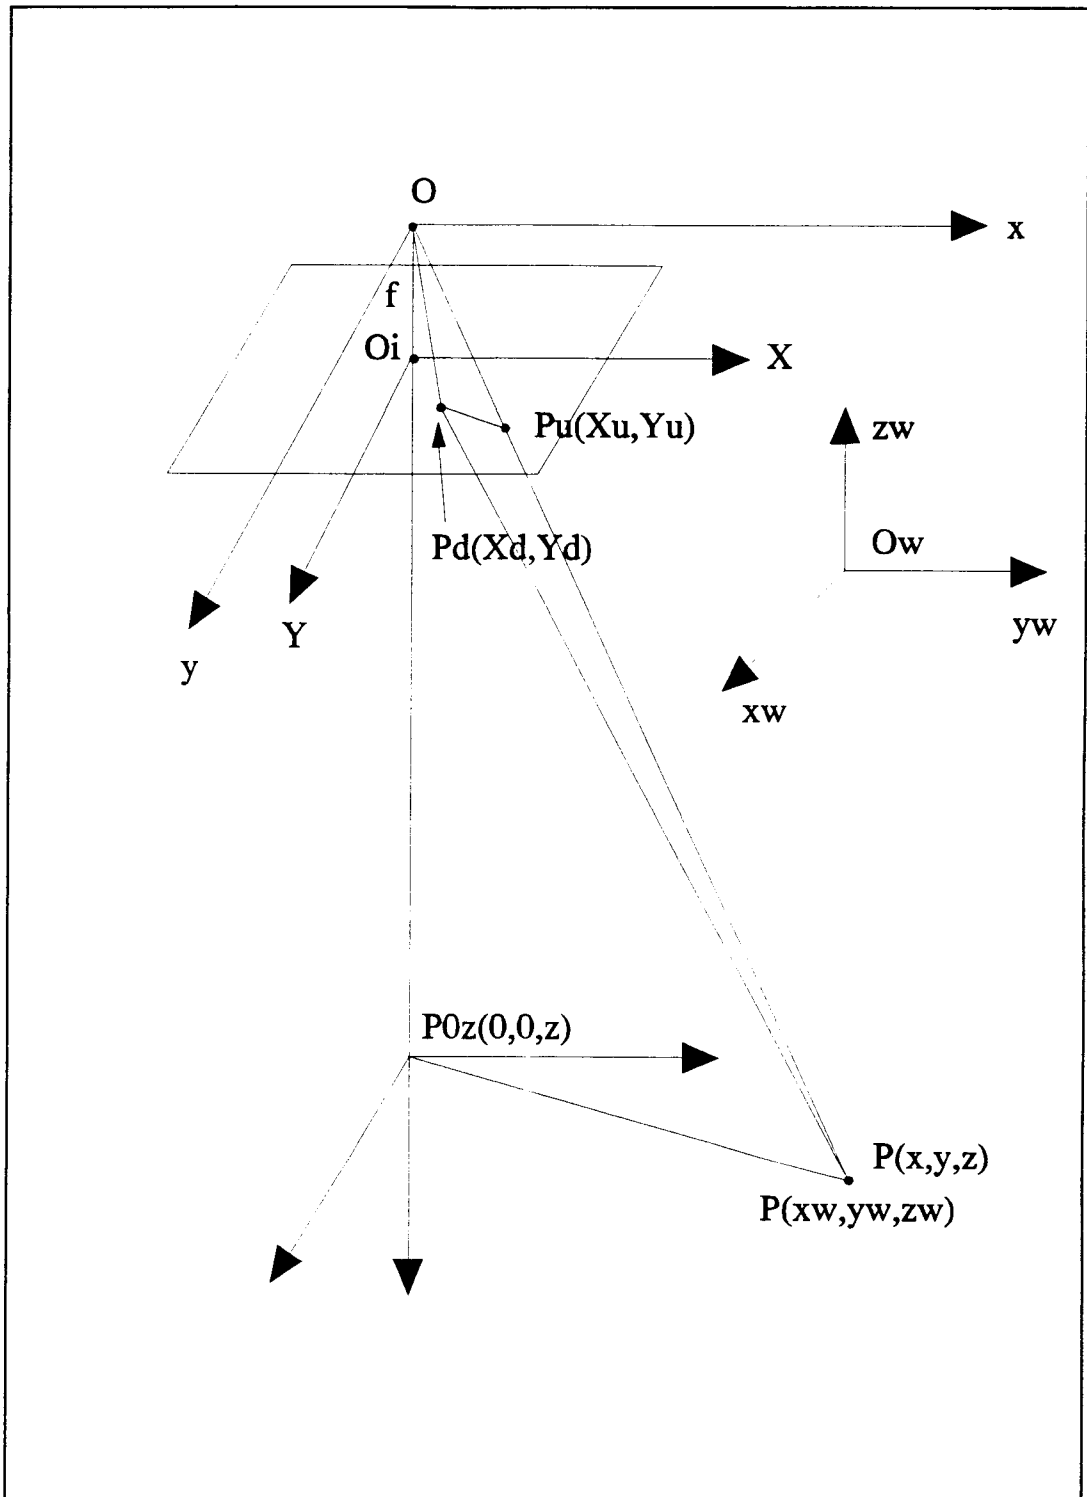 O
x
f
Oi
X
Pu(Xu,Yu)
zw
Pd(Xd,Yd)
Ow
Y
yw
y
xw
P0z(0,0,z)
P(x,y,z)
P(xw,yw,zw)